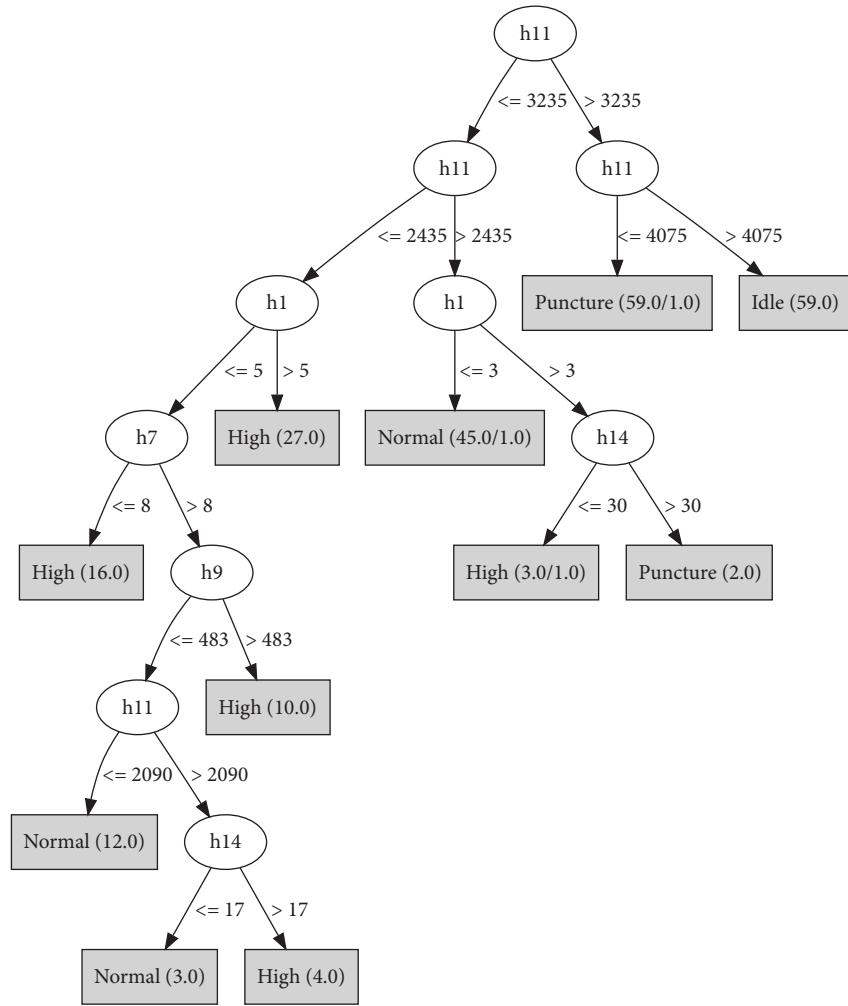 h11
<= 3235
> 3235
h11
h11
<= 2435
> 2435
<= 4075
> 4075
h1
h1
Puncture (59.0/1.0)
Idle (59.0)
<= 5
> 5
<= 3
> 3
h7
High (27.0)
Normal (45.0/1.0)
h14
<= 8
> 8
<= 30
> 30
High (16.0)
h9
High (3.0/1.0)
Puncture (2.0)
<= 483
> 483
h11
High (10.0)
<= 2090
> 2090
Normal (12.0)
h14
<= 17
> 17
Normal (3.0)
High (4.0)